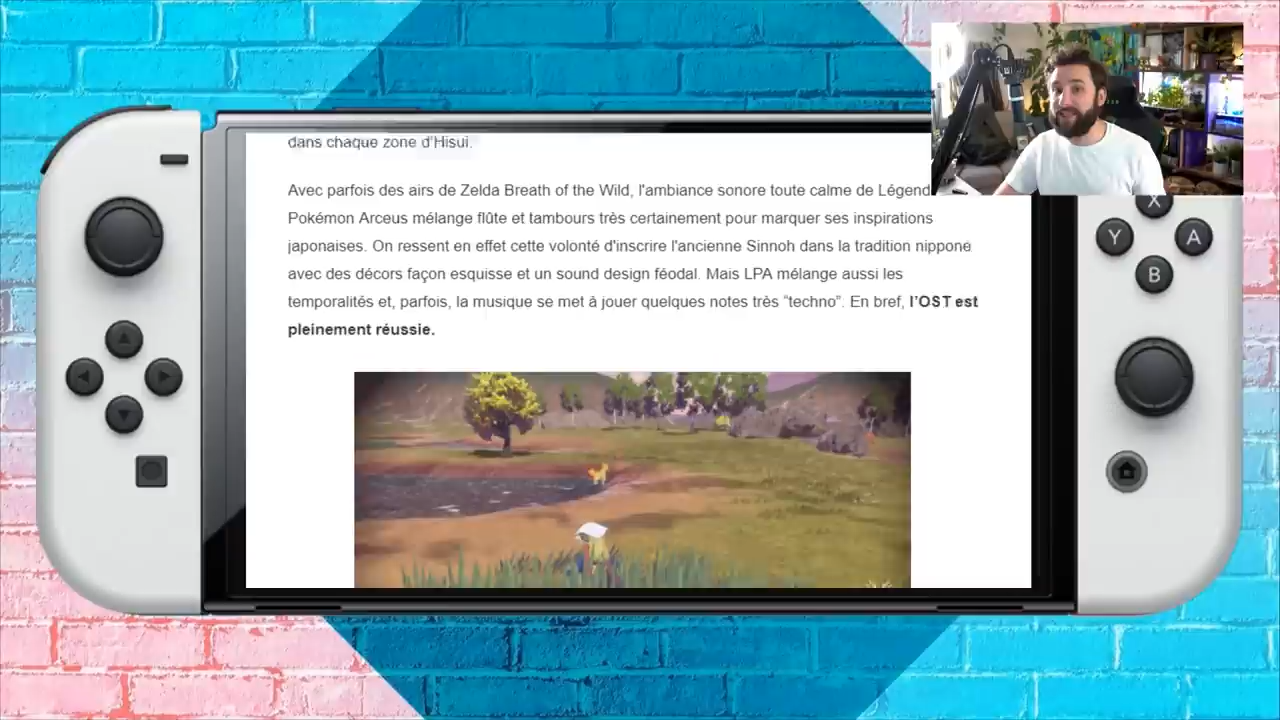 dans chaque zone d'Hisui.
Avec parfois des airs de Zelda Breath of the Wild, l'ambiance sonore toute calme de
Pokémon Arceus mélange flûte et tambours très certainement pour marquer ses inspirations
japonaises. On ressent en effet cette volonté d'inscrire l'ancienne Sinnoh dans la tradition nippone
avec des décors façon esquisse et un sound design féodal. Mais LPA mélange aussi les
temporalités et, parfois, la musique se met à jouer quelques notes très “techno”. En bref, l'OST est
pleinement réussie.
X
Y
A
B